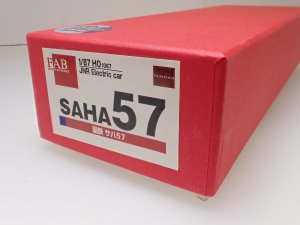 FAB
1/87 HO 1067
JNR Electric car
SAHA57
国鉄 サハ57